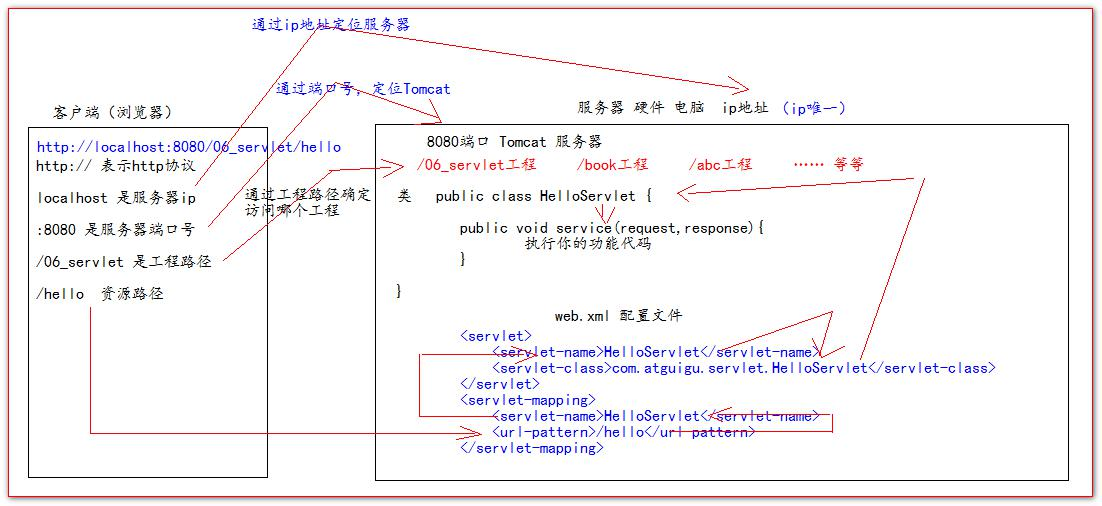 通过ip地址定位服务器
通过端口号，定位Tomcat
客户端（浏览器）
服务器 硬件 电脑 ip地址 （ip唯一）
http://localhost:8080/06_servlet/hello
http:// 表示http协议
localhost 是服务器ip
:8080 是服务器端口号
/06_servlet 是工程路径
/hello 资源路径
通过工程路径确定
访问哪个工程
8080端口 Tomcat 服务器
/06_servlet工程 /book工程 /abc工程 …… 等等
类 public class HelloServlet {
public void service(request,response){
执行你的功能代码
}
}
web.xml 配置文件
<servlet>
<servlet-name>HelloServlet</servlet-name>
<servlet-class>com.atguigu.servlet.HelloServlet</servlet-class>
</servlet>
<servlet-mapping>
<servlet-name>HelloServlet</servlet-name>
<url-pattern>/hello</url-pattern>
</servlet-mapping>